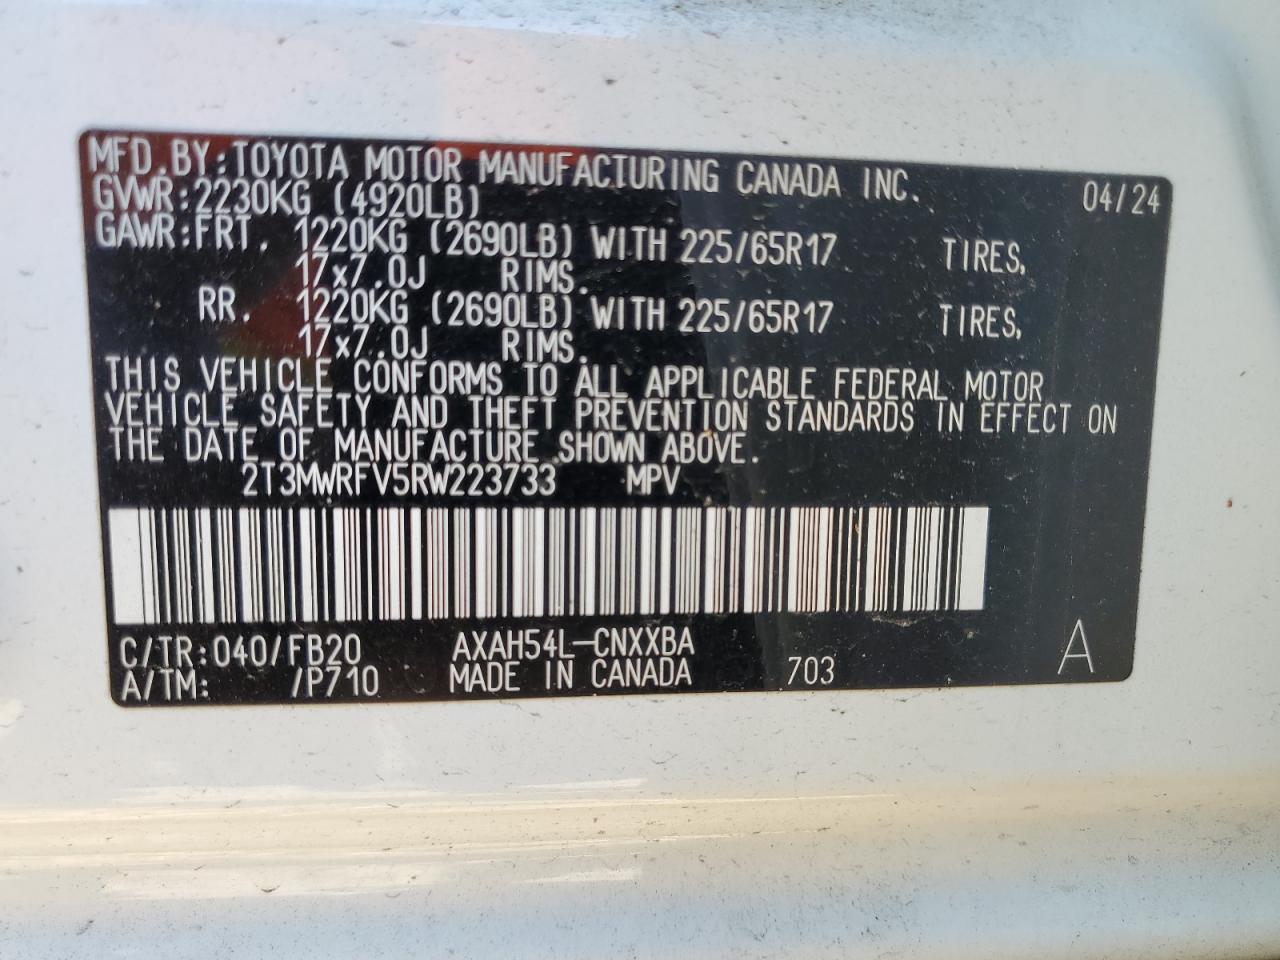 MFD.BY:TOYOTA MOTOR MANUFACTURING CANADA INC. 04/24
GVWR:2230KG (4920LB)
GAWR:FRT. 1220KG (2690LB) WITH 225/65R17 TIRES,
17x7.0J RIMS.
RR. 1220KG (2690LB) WITH 225/65R17 TIRES,
17x7.0J RIMS.
THIS VEHICLE CONFORMS TO ALL APPLICABLE FEDERAL MOTOR
VEHICLE SAFETY AND THEFT PREVENTION STANDARDS IN EFFECT ON
THE DATE OF MANUFACTURE SHOWN ABOVE.
2T3MWRFV5RW223733 MPV
C/TR:040/FB20 AXAH54L-CNXXBA
A/TM: /P710 MADE IN CANADA 703 A